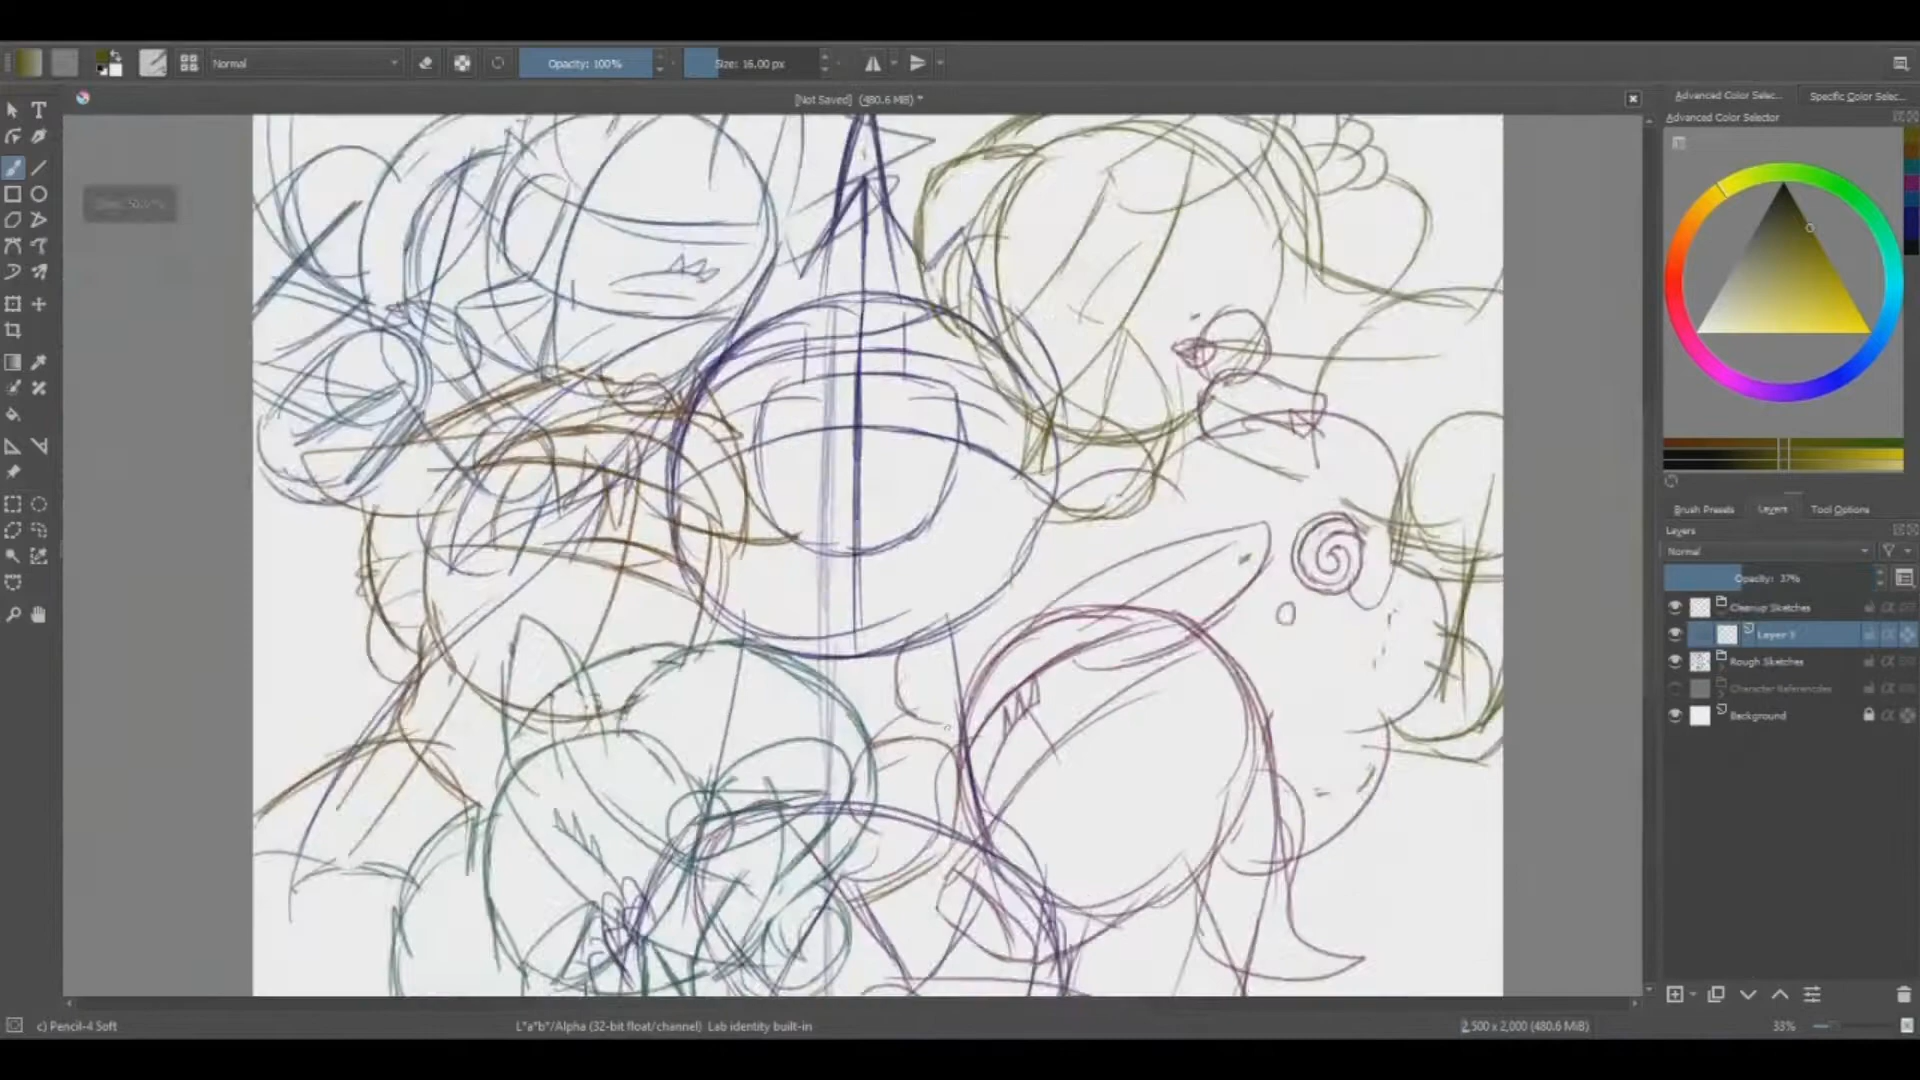 Normal
Opacity: 100%
Size: 16.00 px
[Not Saved] (480.6 MiB) *
Advanced Color Selec...
Specific Color Selec...
Advanced Color Selector
Brush Presets
Layers
Tool Options
Layers
Normal
Opacity: 37%
Cleanup Sketches
Layer
Rough Sketches
Character References
Background
c) Pencil-4 Soft
L*a*b*/Alpha (32-bit float/channel) Lab identity built-in
2,500 x 2,000 (480.6 MiB)
33%